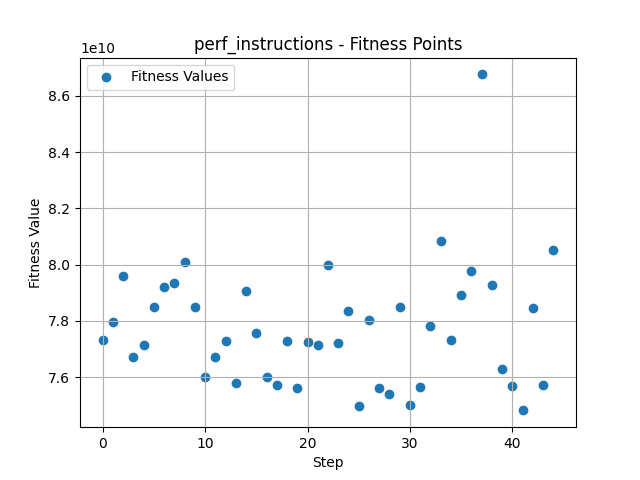 perf_instructions - Fitness Points
1e10
Fitness Values
8.6
8.4
8.2
8.0
7.8
7.6
Fitness Value
0
10
20
30
40
Step